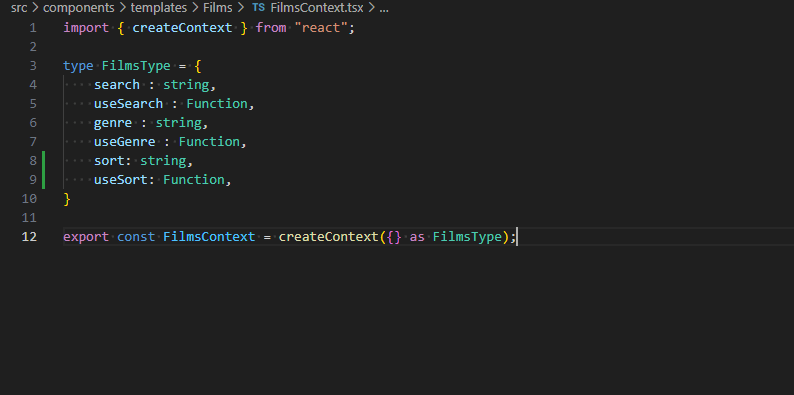 src > components > templates > Films > TS FilmsContext.tsx > ...
1 import { createContext } from "react";
2
3 type FilmsType = {
4 search : string,
5 useSearch : Function,
6 genre : string,
7 useGenre : Function,
8 sort: string,
9 useSort: Function,
10 }
11
12 export const FilmsContext = createContext({} as FilmsType);